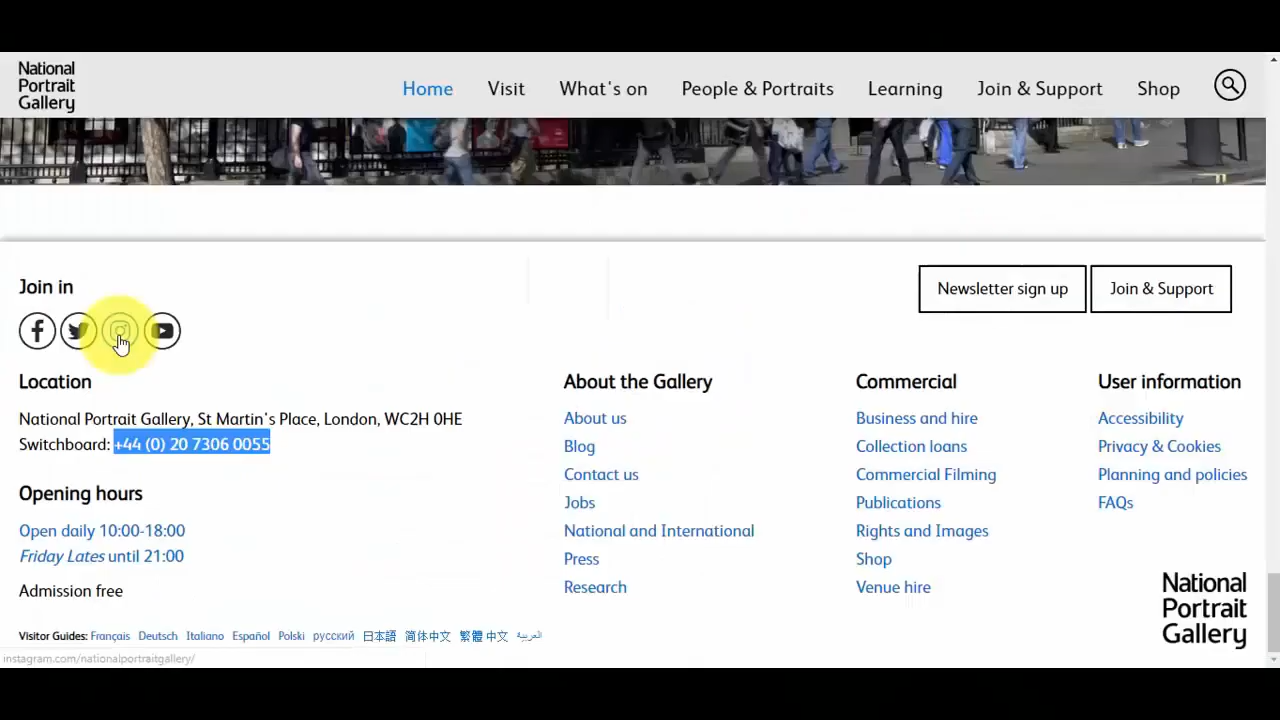 National
Portrait
Gallery
Home Visit What's on People & Portraits Learning Join & Support Shop
Join in
Newsletter sign up Join & Support
Location
National Portrait Gallery, St Martin's Place, London, WC2H 0HE
Switchboard: +44 (0) 20 7306 0055
Opening hours
Open daily 10:00-18:00
Friday Lates until 21:00
Admission free
About the Gallery
About us
Blog
Contact us
Jobs
National and International
Press
Research
Commercial
Business and hire
Collection loans
Commercial Filming
Publications
Rights and Images
Shop
Venue hire
User information
Accessibility
Privacy & Cookies
Planning and policies
FAQs
National
Portrait
Gallery
Visitor Guides: Français Deutsch Italiano Español Polski русский 日本語 简体中文 繁體 中文 العربية
instagram.com/nationalportraitgallery/